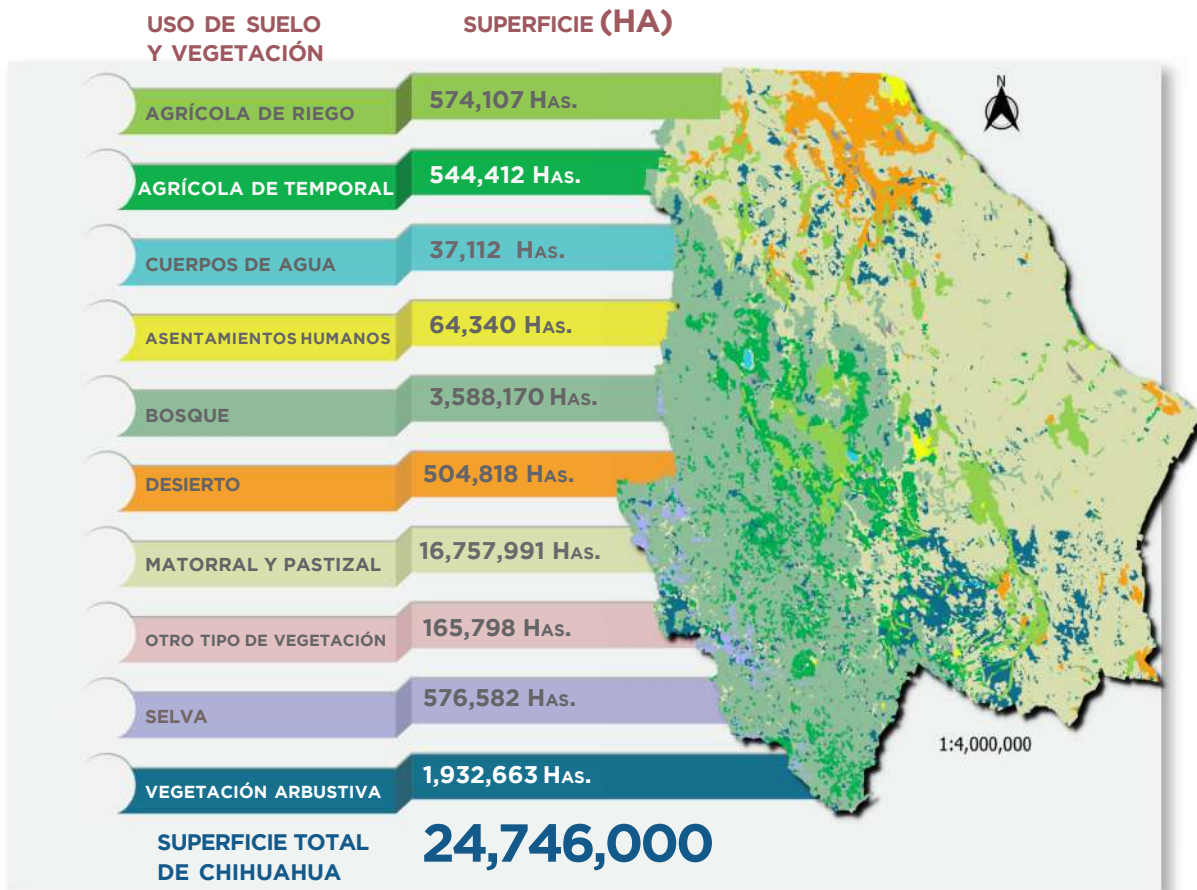 USO DE SUELO
Y VEGETACIÓN
SUPERFICIE (HA)
AGRÍCOLA DE RIEGO 574,107 HAS.
AGRÍCOLA DE TEMPORAL 544,412 HAS.
CUERPOS DE AGUA 37,112 HAS.
ASENTAMIENTOS HUMANOS 64,340 HAS.
BOSQUE 3,588,170 HAS.
DESIERTO 504,818 HAS.
MATORRAL Y PASTIZAL 16,757,991 HAS.
OTRO TIPO DE VEGETACIÓN 165,798 HAS.
SELVA 576,582 HAS.
VEGETACIÓN ARBUSTIVA 1,932,663 HAS.
SUPERFICIE TOTAL
DE CHIHUAHUA
24,746,000
N
1:4,000,000